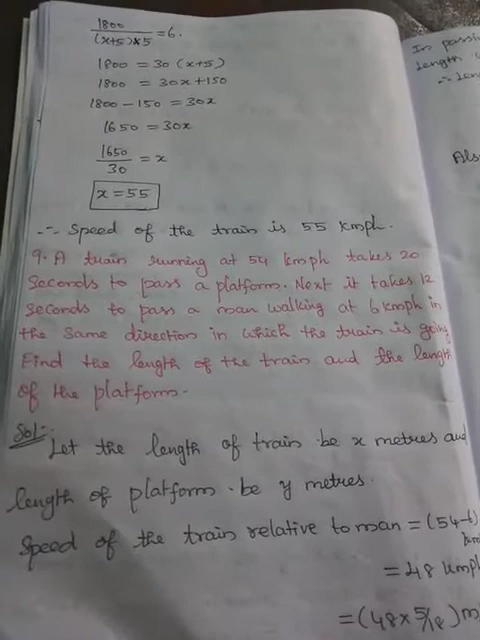 1800
(x+5)×5 = 6.
1800 = 30 (x+5)
1800 = 30x+150
1800 - 150 = 30x
1650 = 30x
1650
30 = x
x = 55
∴ Speed of the train is 55 kmph.
9. A train running at 54 kmph takes 20
seconds to pass a platform. Next it takes 12
seconds to pass a man walking at 6 kmph in
the same direction in which the train is going
Find the length of the train and the length
of the platform.
Sol:-
Let the length of train be x metres and
length of platform be y metres.
Speed of the train relative to man = (54-6)
= 48 kmph
= (48 × 5/18) m
In passi
Length
∴ Len
Als